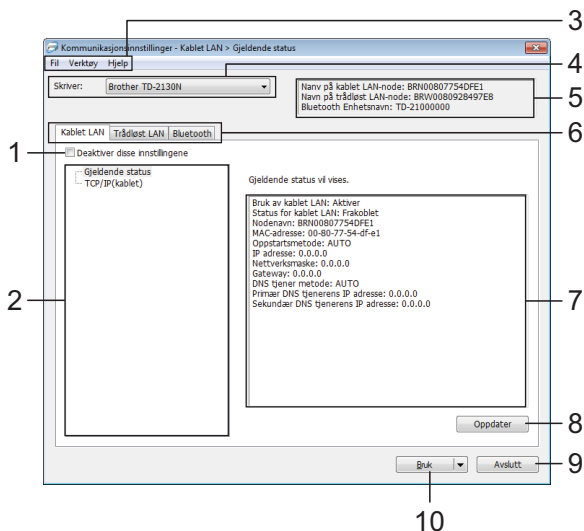 3
Kommunikasjonsinnstillinger - Kablet LAN > Gjeldende status
Fil Verktøy Hjelp
4
Skriver: Brother TD-2130N
Nanv på kablet LAN-node: BRN00807754DFE1
Navn på trådløst LAN-node: BRW0080928497E8
Bluetooth Enhetsnavn: TD-21000000
5
Kablet LAN Trådløst LAN Bluetooth
6
1
Deaktiver disse innstillingene
Gjeldende status
TCP/IP(kablet)
2
Gjeldende status vil vises.
Bruk av kablet LAN: Aktiver
Status for kablet LAN: Frakoblet
Nodenavn: BRN00807754DFE1
MAC-adresse: 00-80-77-54-df-e1
Oppstartsmetode: AUTO
IP adresse: 0.0.0.0
Nettverksmaske: 0.0.0.0
Gateway: 0.0.0.0
DNS tjener metode: AUTO
Primær DNS tjenerens IP adresse: 0.0.0.0
Sekundær DNS tjenerens IP adresse: 0.0.0.0
7
Oppdater
8
Bruk
Avslutt
9
10